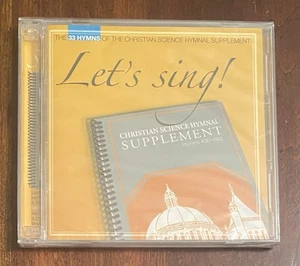 THE 33 HYMNS OF THE CHRISTIAN SCIENCE HYMNAL SUPPLEMENT
Let's sing!
CHRISTIAN SCIENCE HYMNAL
SUPPLEMENT